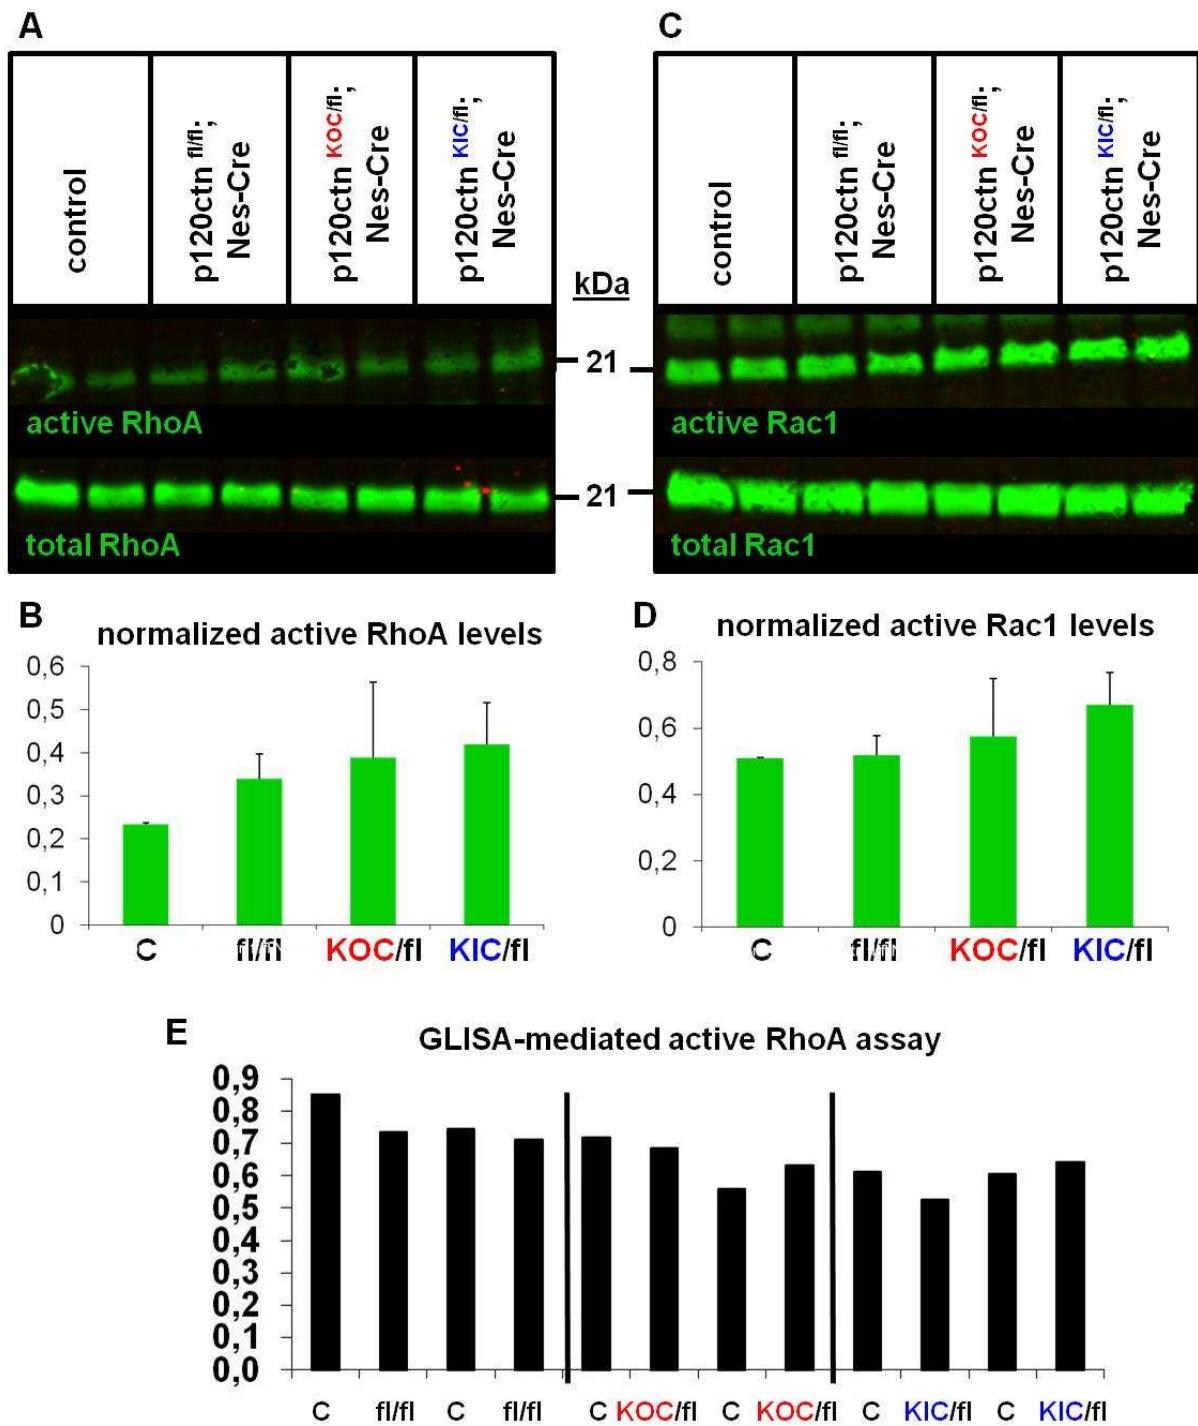 A
C
control
p120ctn fl/fl;
Nes-Cre
p120ctn KOC/fl;
Nes-Cre
p120ctn KIC/fl;
Nes-Cre
kDa
control
p120ctn fl/fl;
Nes-Cre
p120ctn KOC/fl;
Nes-Cre
p120ctn KIC/fl;
Nes-Cre
21
active RhoA
active Rac1
21
total RhoA
total Rac1
B
normalized active RhoA levels
0,6
0,5
0,4
0,3
0,2
0,1
0
C fl/fl KOC/fl KIC/fl
D
normalized active Rac1 levels
0,8
0,6
0,4
0,2
0
C fl/fl KOC/fl KIC/fl
E
GLISA-mediated active RhoA assay
0,9
0,8
0,7
0,6
0,5
0,4
0,3
0,2
0,1
0,0
C fl/fl C fl/fl C KOC/fl C KOC/fl C KIC/fl C KIC/fl